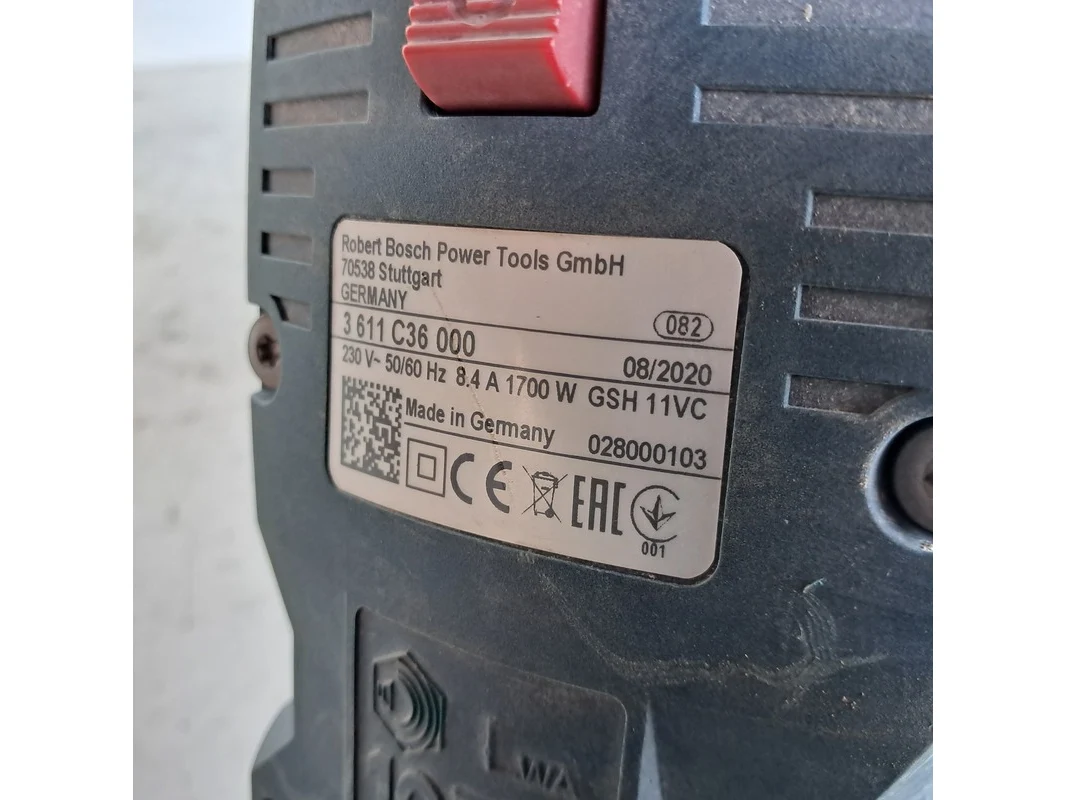 Robert Bosch Power Tools GmbH
70538 Stuttgart
GERMANY
082
3 611 C36 000
08/2020
230 V~ 50/60 Hz 8.4 A 1700 W GSH 11VC
Made in Germany
028000103
CE
EAC
001
LWA